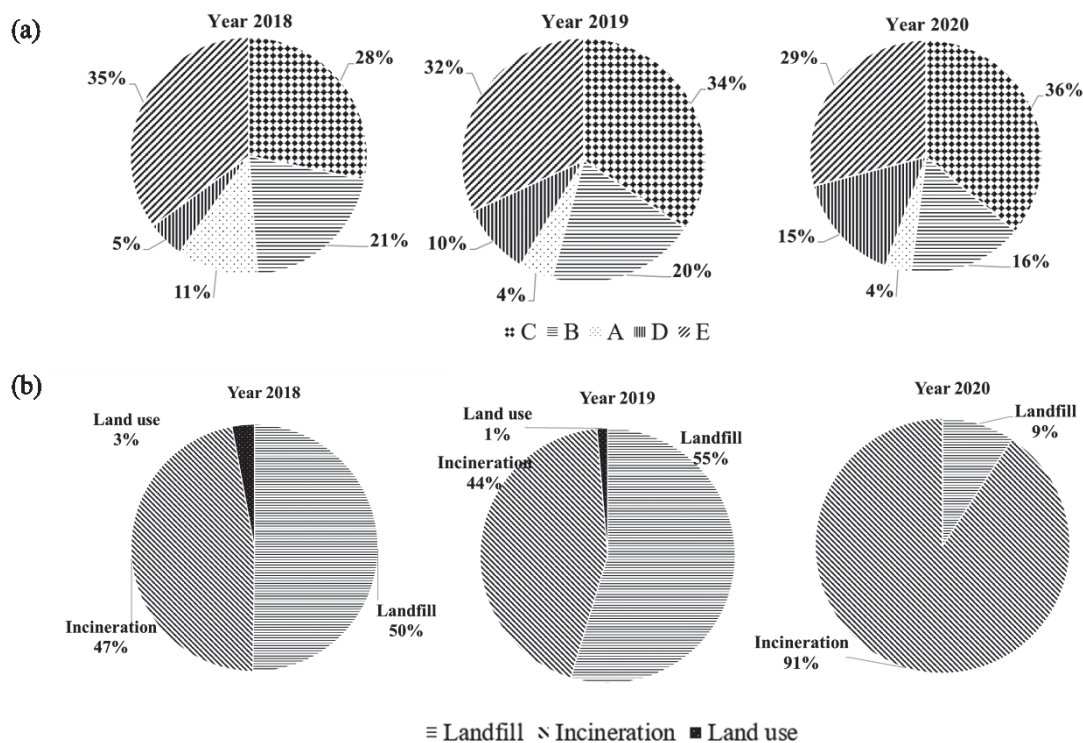 (a)
Year 2018
28%
21%
11%
5%
35%
Year 2019
34%
20%
4%
10%
32%
Year 2020
36%
16%
4%
15%
29%
C B A D E
(b)
Year 2018
Land use
3%
Incineration
47%
Landfill
50%
Year 2019
Land use
1%
Incineration
44%
Landfill
55%
Year 2020
Landfill
9%
Incineration
91%
Landfill Incineration Land use